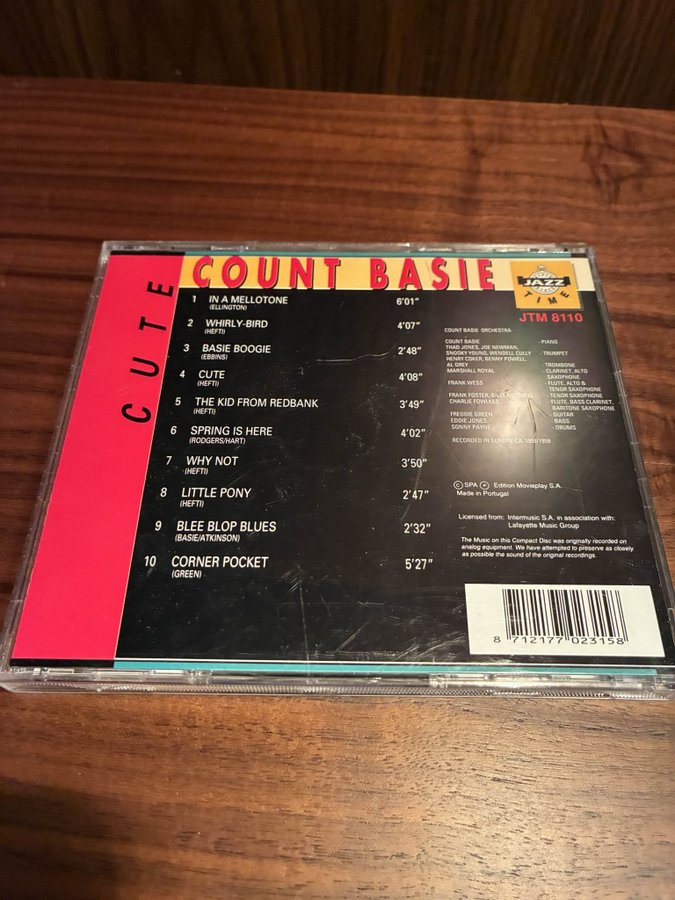 CUTE
COUNT BASIE
JAZZ
TIME
JTM 8110
1 IN A MELLOTONE 6'01"
(ELLINGTON)
2 WHIRLY-BIRD 4'07"
(HEFTI)
3 BASIE BOOGIE 2'48"
(EBBINS)
4 CUTE 4'08"
(HEFTI)
5 THE KID FROM REDBANK 3'49"
(HEFTI)
6 SPRING IS HERE 4'02"
(RODGERS/HART)
7 WHY NOT 3'50"
(HEFTI)
8 LITTLE PONY 2'47"
(HEFTI)
9 BLEE BLOP BLUES 2'32"
(BASIE/ATKINSON)
10 CORNER POCKET 5'27"
(GREEN)
COUNT BASIE ORCHESTRA
COUNT BASIE - PIANO
THAD JONES, JOE NEWMAN,
SNOOKY YOUNG, WENDELL CULLY - TRUMPET
HENRY COKER, BENNY POWELL,
AL GREY - TROMBONE
MARSHALL ROYAL - CLARINET, ALTO
SAXOPHONE
FRANK WESS - FLUTE, ALTO &
TENOR SAXOPHONE
FRANK FOSTER, BILLY MITCHELL - TENOR SAXOPHONE
CHARLIE FOWLKES - FLUTE, BASS CLARINET,
BARITONE SAXOPHONE
FREDDIE GREEN - GUITAR
EDDIE JONES - BASS
SONNY PAYNE - DRUMS
RECORDED IN EUROPE CA. 1958/1959
© SPA ℗ Edition Movieplay S.A.
Made in Portugal
Licensed from: Intermusic S.A. in association with:
Lafayette Music Group
The Music on this Compact Disc was originally recorded on
analog equipment. We have attempted to preserve as closely
as possible the sound of the original recordings.
8 712177 023158